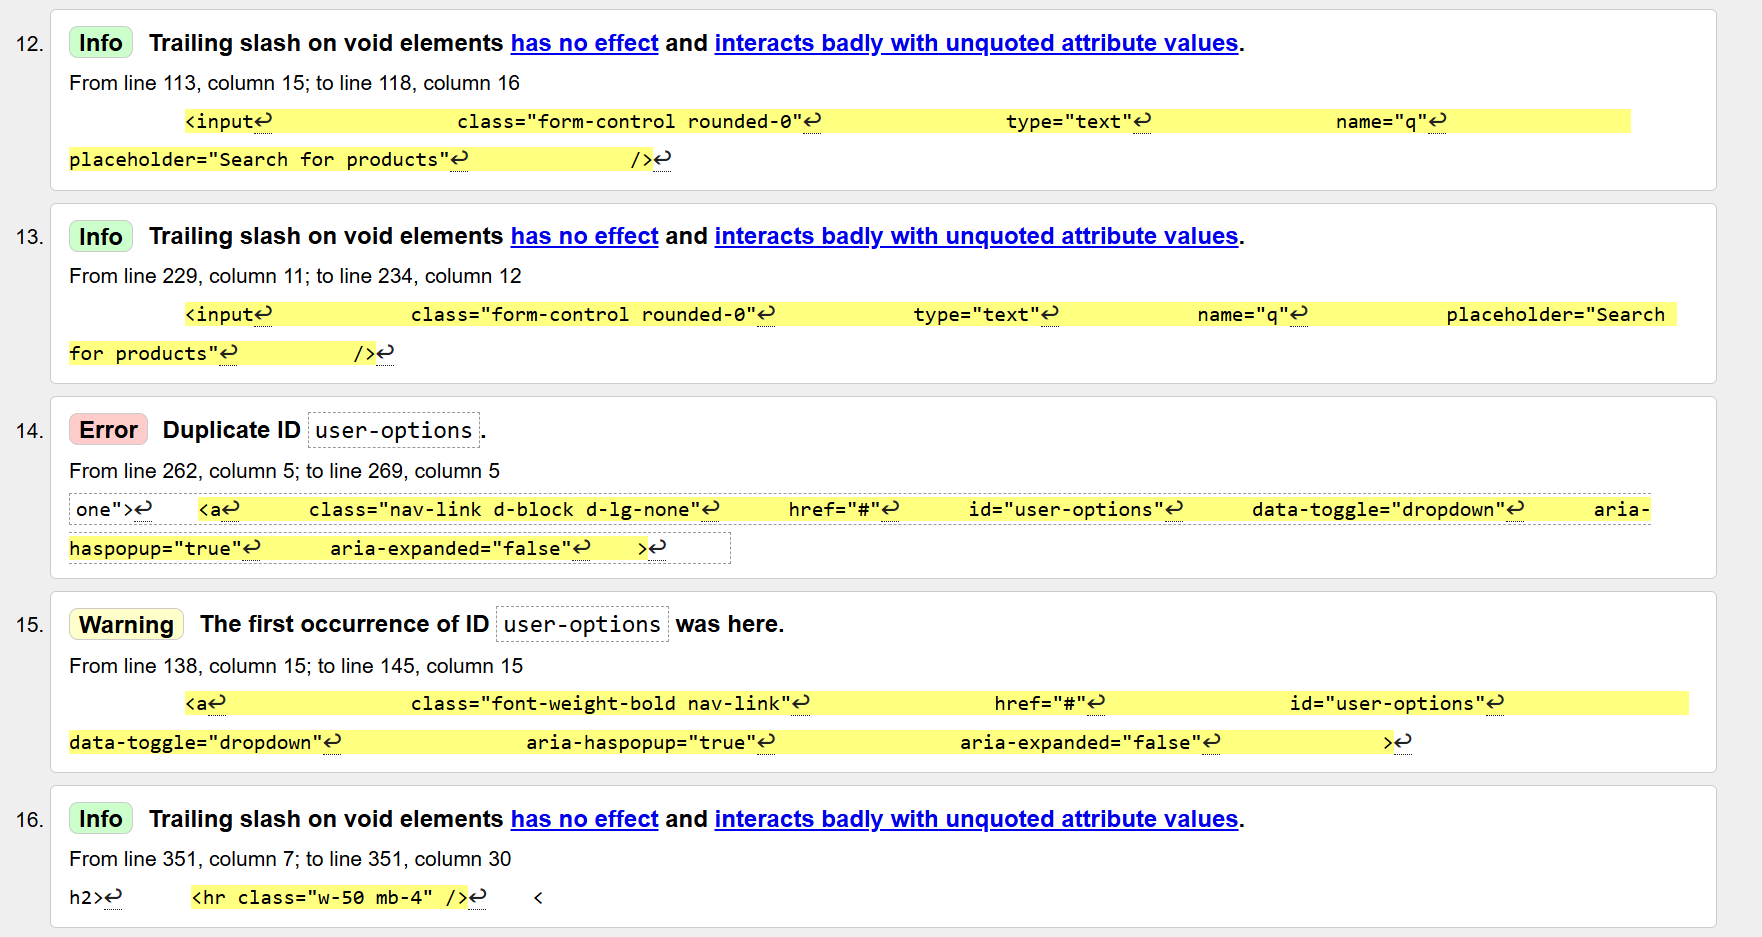 12. Info Trailing slash on void elements has no effect and interacts badly with unquoted attribute values.
From line 113, column 15; to line 118, column 16
<input↩ class="form-control rounded-0"↩ type="text"↩ name="q"↩
placeholder="Search for products"↩ />↩
13. Info Trailing slash on void elements has no effect and interacts badly with unquoted attribute values.
From line 229, column 11; to line 234, column 12
<input↩ class="form-control rounded-0"↩ type="text"↩ name="q"↩ placeholder="Search
for products"↩ />↩
14. Error Duplicate ID user-options.
From line 262, column 5; to line 269, column 5
one">↩ <a↩ class="nav-link d-block d-lg-none"↩ href="#"↩ id="user-options"↩ data-toggle="dropdown"↩ aria-
haspopup="true"↩ aria-expanded="false"↩ >↩
15. Warning The first occurrence of ID user-options was here.
From line 138, column 15; to line 145, column 15
<a↩ class="font-weight-bold nav-link"↩ href="#"↩ id="user-options"↩
data-toggle="dropdown"↩ aria-haspopup="true"↩ aria-expanded="false"↩ >↩
16. Info Trailing slash on void elements has no effect and interacts badly with unquoted attribute values.
From line 351, column 7; to line 351, column 30
h2>↩ <hr class="w-50 mb-4" />↩ <